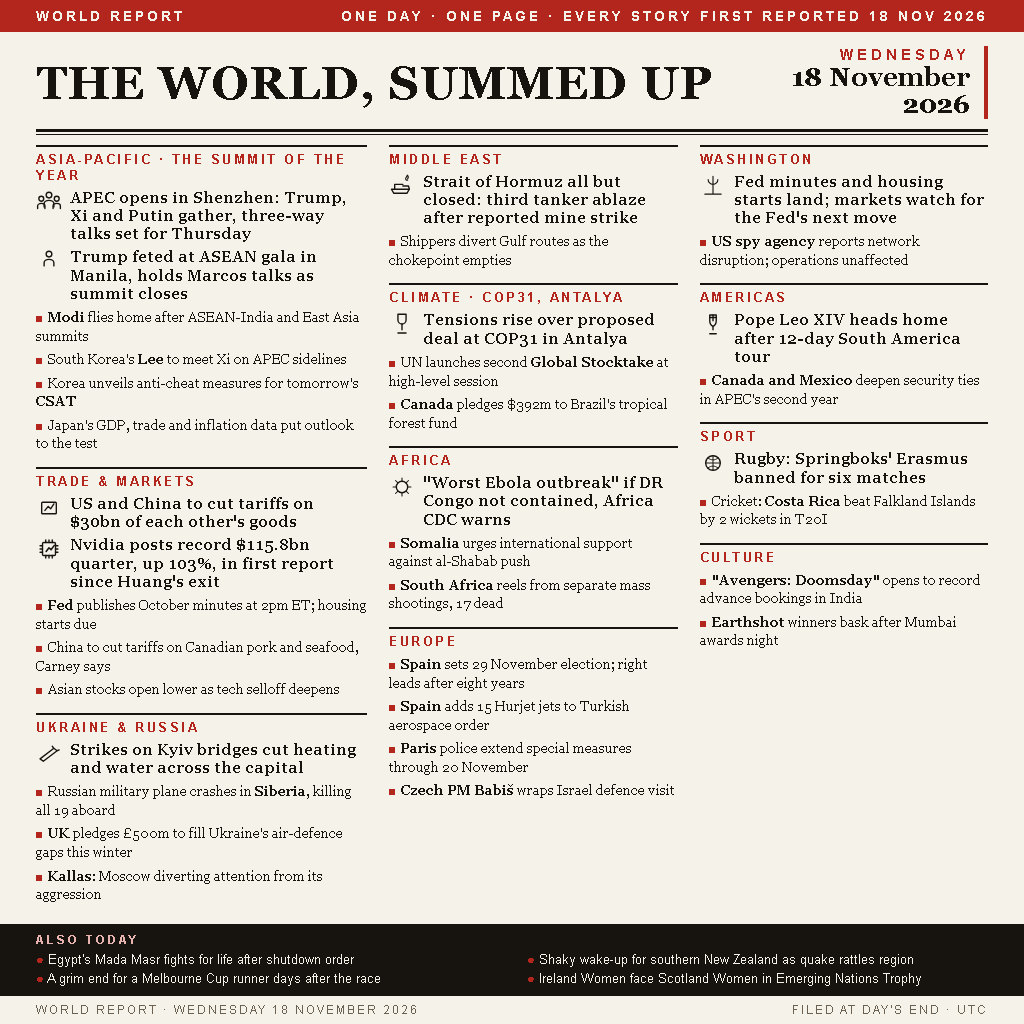 WORLD REPORT
ONE DAY · ONE PAGE · EVERY STORY FIRST REPORTED 18 NOV 2026
THE WORLD, SUMMED UP
WEDNESDAY
18 November
2026
ASIA-PACIFIC · THE SUMMIT OF THE
YEAR
APEC opens in Shenzhen: Trump,
Xi and Putin gather, three-way
talks set for Thursday
Trump feted at ASEAN gala in
Manila, holds Marcos talks as
summit closes
■ Modi flies home after ASEAN-India and East Asia
summits
■ South Korea's Lee to meet Xi on APEC sidelines
■ Korea unveils anti-cheat measures for tomorrow's
CSAT
■ Japan's GDP, trade and inflation data put outlook
to the test
TRADE & MARKETS
US and China to cut tariffs on
$30bn of each other's goods
Nvidia posts record $115.8bn
quarter, up 103%, in first report
since Huang's exit
■ Fed publishes October minutes at 2pm ET; housing
starts due
■ China to cut tariffs on Canadian pork and seafood,
Carney says
■ Asian stocks open lower as tech selloff deepens
UKRAINE & RUSSIA
Strikes on Kyiv bridges cut heating
and water across the capital
■ Russian military plane crashes in Siberia, killing
all 19 aboard
■ UK pledges £500m to fill Ukraine's air-defence
gaps this winter
■ Kallas: Moscow diverting attention from its
aggression
MIDDLE EAST
Strait of Hormuz all but
closed: third tanker ablaze
after reported mine strike
■ Shippers divert Gulf routes as the
chokepoint empties
CLIMATE · COP31, ANTALYA
Tensions rise over proposed
deal at COP31 in Antalya
■ UN launches second Global Stocktake at
high-level session
■ Canada pledges $392m to Brazil's tropical
forest fund
AFRICA
"Worst Ebola outbreak" if DR
Congo not contained, Africa
CDC warns
■ Somalia urges international support
against al-Shabab push
■ South Africa reels from separate mass
shootings, 17 dead
EUROPE
■ Spain sets 29 November election; right
leads after eight years
■ Spain adds 15 Hurjet jets to Turkish
aerospace order
■ Paris police extend special measures
through 20 November
■ Czech PM Babiš wraps Israel defence visit
WASHINGTON
Fed minutes and housing
starts land; markets watch for
the Fed's next move
■ US spy agency reports network
disruption; operations unaffected
AMERICAS
Pope Leo XIV heads home
after 12-day South America
tour
■ Canada and Mexico deepen security ties
in APEC's second year
SPORT
Rugby: Springboks' Erasmus
banned for six matches
■ Cricket: Costa Rica beat Falkland Islands
by 2 wickets in T20I
CULTURE
■ "Avengers: Doomsday" opens to record
advance bookings in India
■ Earthshot winners bask after Mumbai
awards night
ALSO TODAY
● Egypt's Mada Masr fights for life after shutdown order
● A grim end for a Melbourne Cup runner days after the race
● Shaky wake-up for southern New Zealand as quake rattles region
● Ireland Women face Scotland Women in Emerging Nations Trophy
WORLD REPORT · WEDNESDAY 18 NOVEMBER 2026
FILED AT DAY'S END · UTC